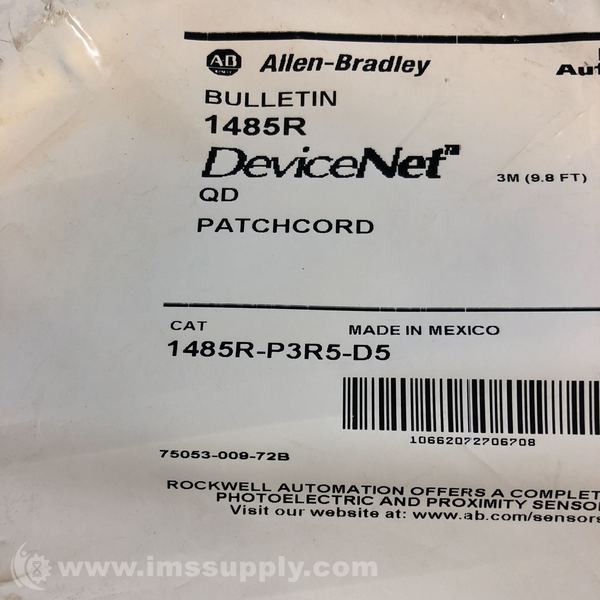 AB Allen-Bradley
Aut
BULLETIN
1485R
DeviceNet™
3M (9.8 FT)
QD
PATCHCORD
CAT MADE IN MEXICO
1485R-P3R5-D5
10662072706708
75053-009-72B
ROCKWELL AUTOMATION OFFERS A COMPLET
PHOTOELECTRIC AND PROXIMITY SENSO
Visit our website at: www.ab.com/sensors
www.imssupply.com